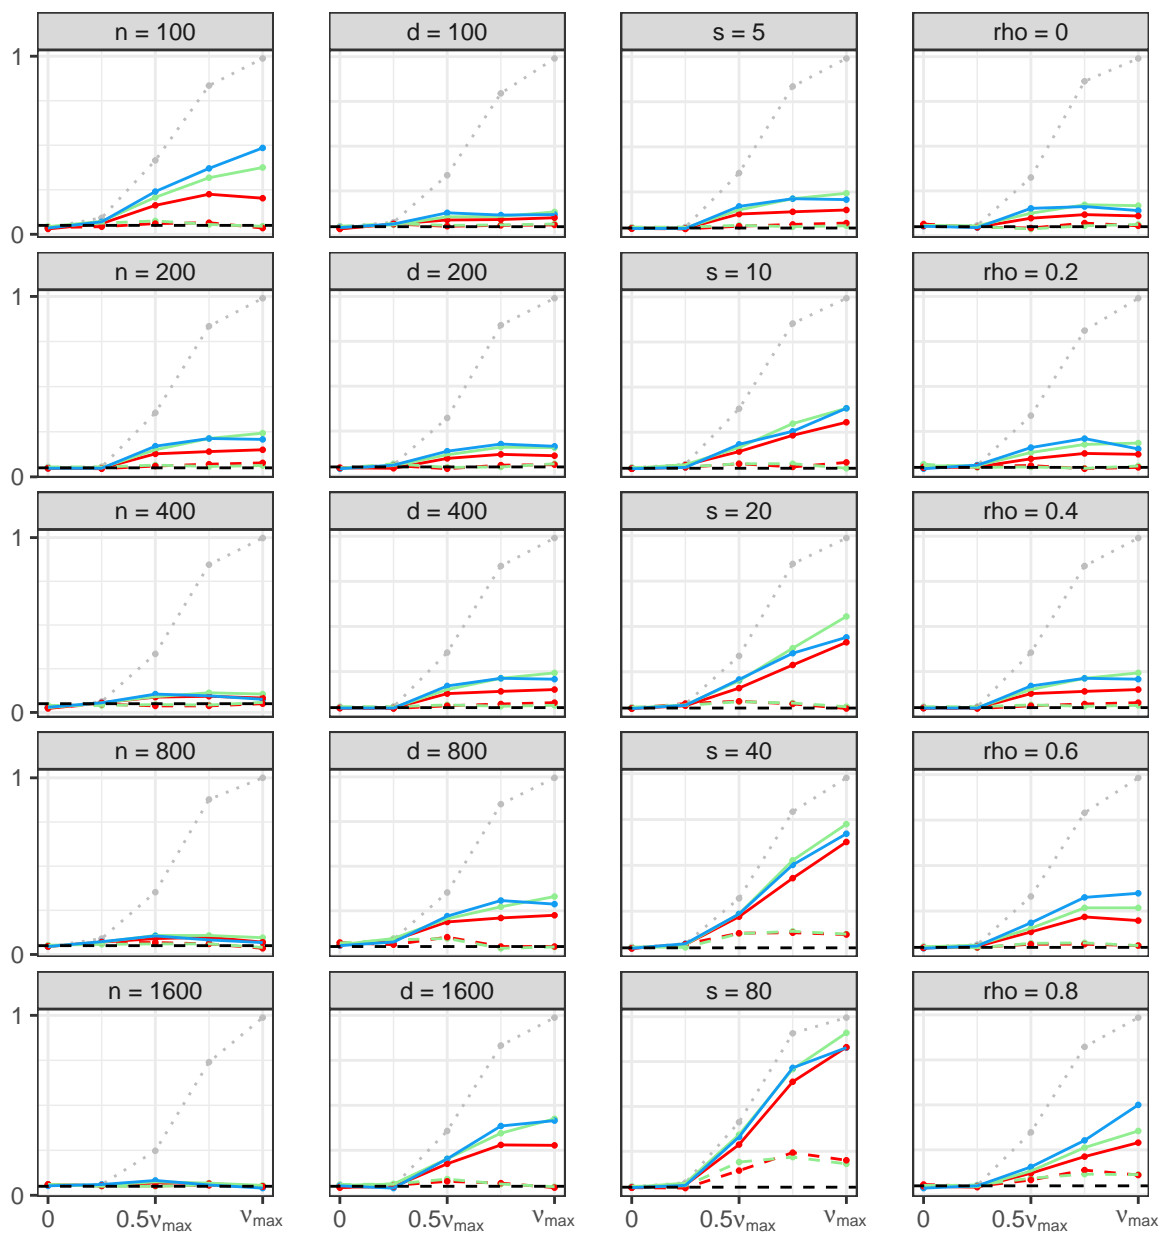 n = 100
d = 100
s = 5
rho = 0
1
0
n = 200
d = 200
s = 10
rho = 0.2
1
0
n = 400
d = 400
s = 20
rho = 0.4
1
0
n = 800
d = 800
s = 40
rho = 0.6
1
0
n = 1600
d = 1600
s = 80
rho = 0.8
1
0
0 0.5νmax νmax
0 0.5νmax νmax
0 0.5νmax νmax
0 0.5νmax νmax